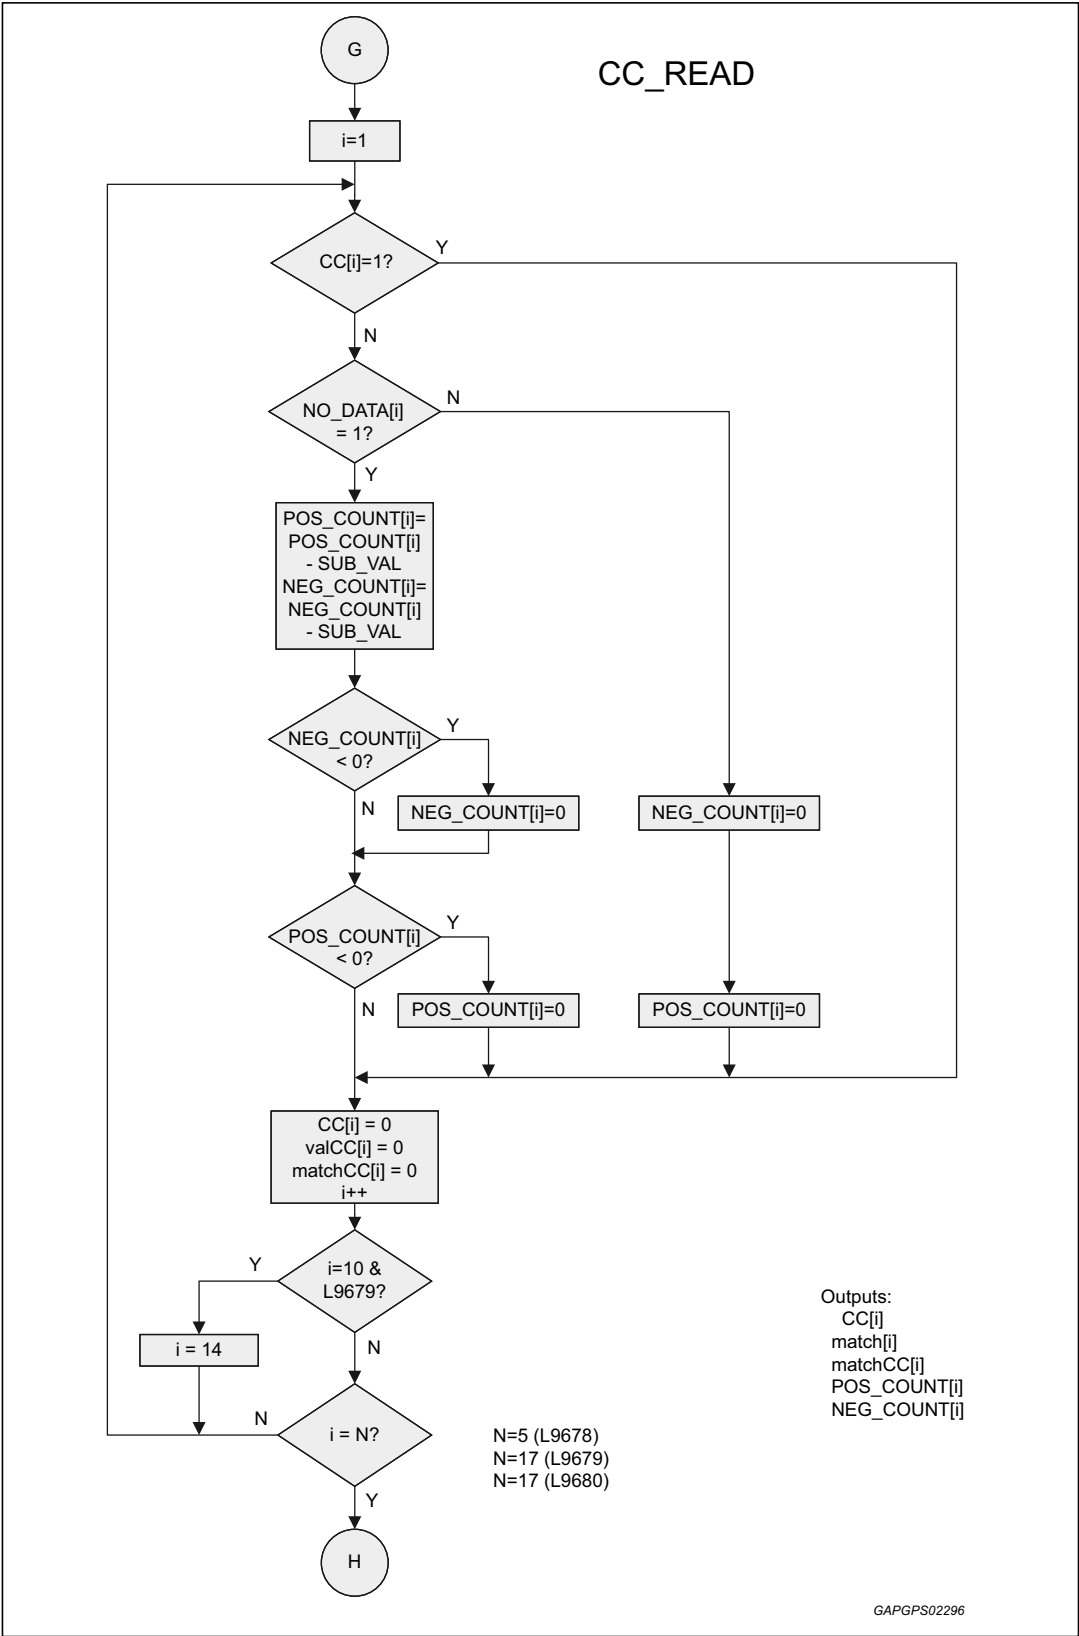 G
CC_READ
i=1
CC[i]=1?
Y
N
NO_DATA[i]
= 1?
N
Y
POS_COUNT[i]=
POS_COUNT[i]
- SUB_VAL
NEG_COUNT[i]=
NEG_COUNT[i]
- SUB_VAL
NEG_COUNT[i]
< 0?
Y
N
NEG_COUNT[i]=0
NEG_COUNT[i]=0
POS_COUNT[i]
< 0?
Y
N
POS_COUNT[i]=0
POS_COUNT[i]=0
CC[i] = 0
valCC[i] = 0
matchCC[i] = 0
i++
i=10 &
L9679?
Y
N
i = 14
i = N?
N
Y
N=5 (L9678)
N=17 (L9679)
N=17 (L9680)
Outputs:
CC[i]
match[i]
matchCC[i]
POS_COUNT[i]
NEG_COUNT[i]
H
GAPGPS02296